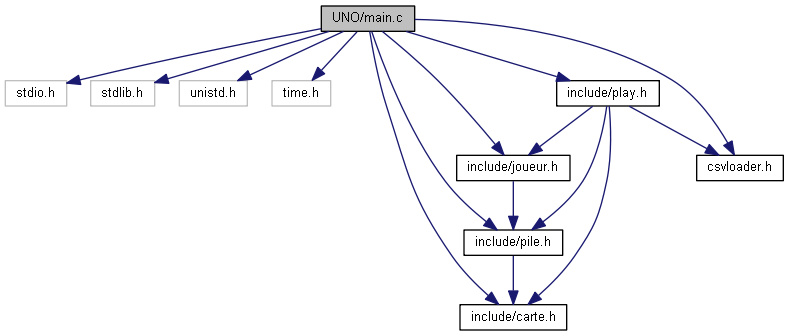 UNO/main.c
stdio.h
stdlib.h
unistd.h
time.h
include/play.h
include/joueur.h
csvloader.h
include/pile.h
include/carte.h